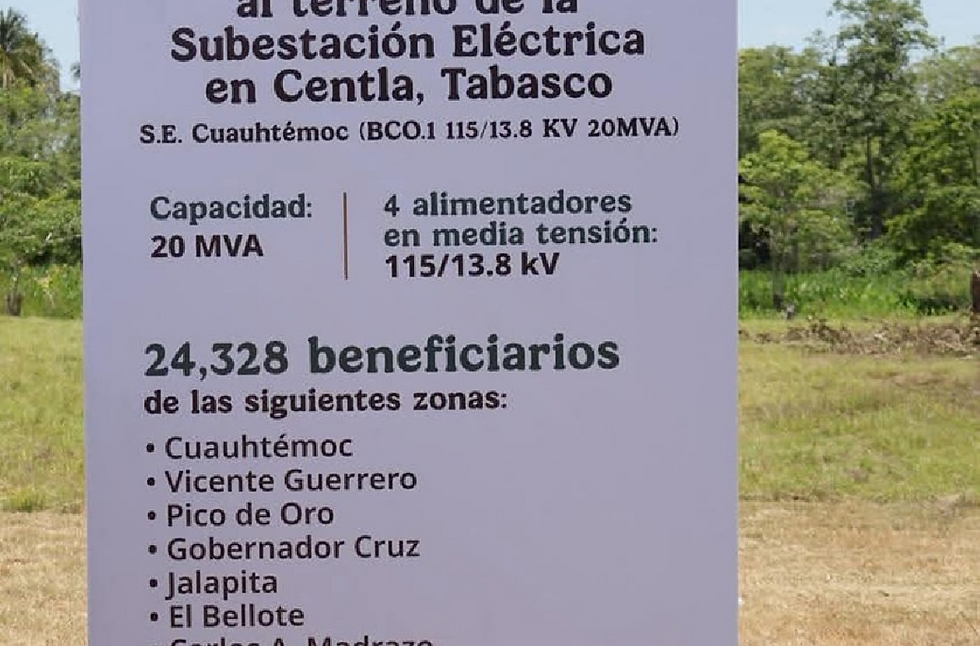 al terreno de la
Subestación Eléctrica
en Centla, Tabasco
S.E. Cuauhtémoc (BCO.1 115/13.8 KV 20MVA)
Capacidad:
20 MVA
4 alimentadores
en media tensión:
115/13.8 kV
24,328 beneficiarios
de las siguientes zonas:
• Cuauhtémoc
• Vicente Guerrero
• Pico de Oro
• Gobernador Cruz
• Jalapita
• El Bellote
• Carlos A. Madrazo